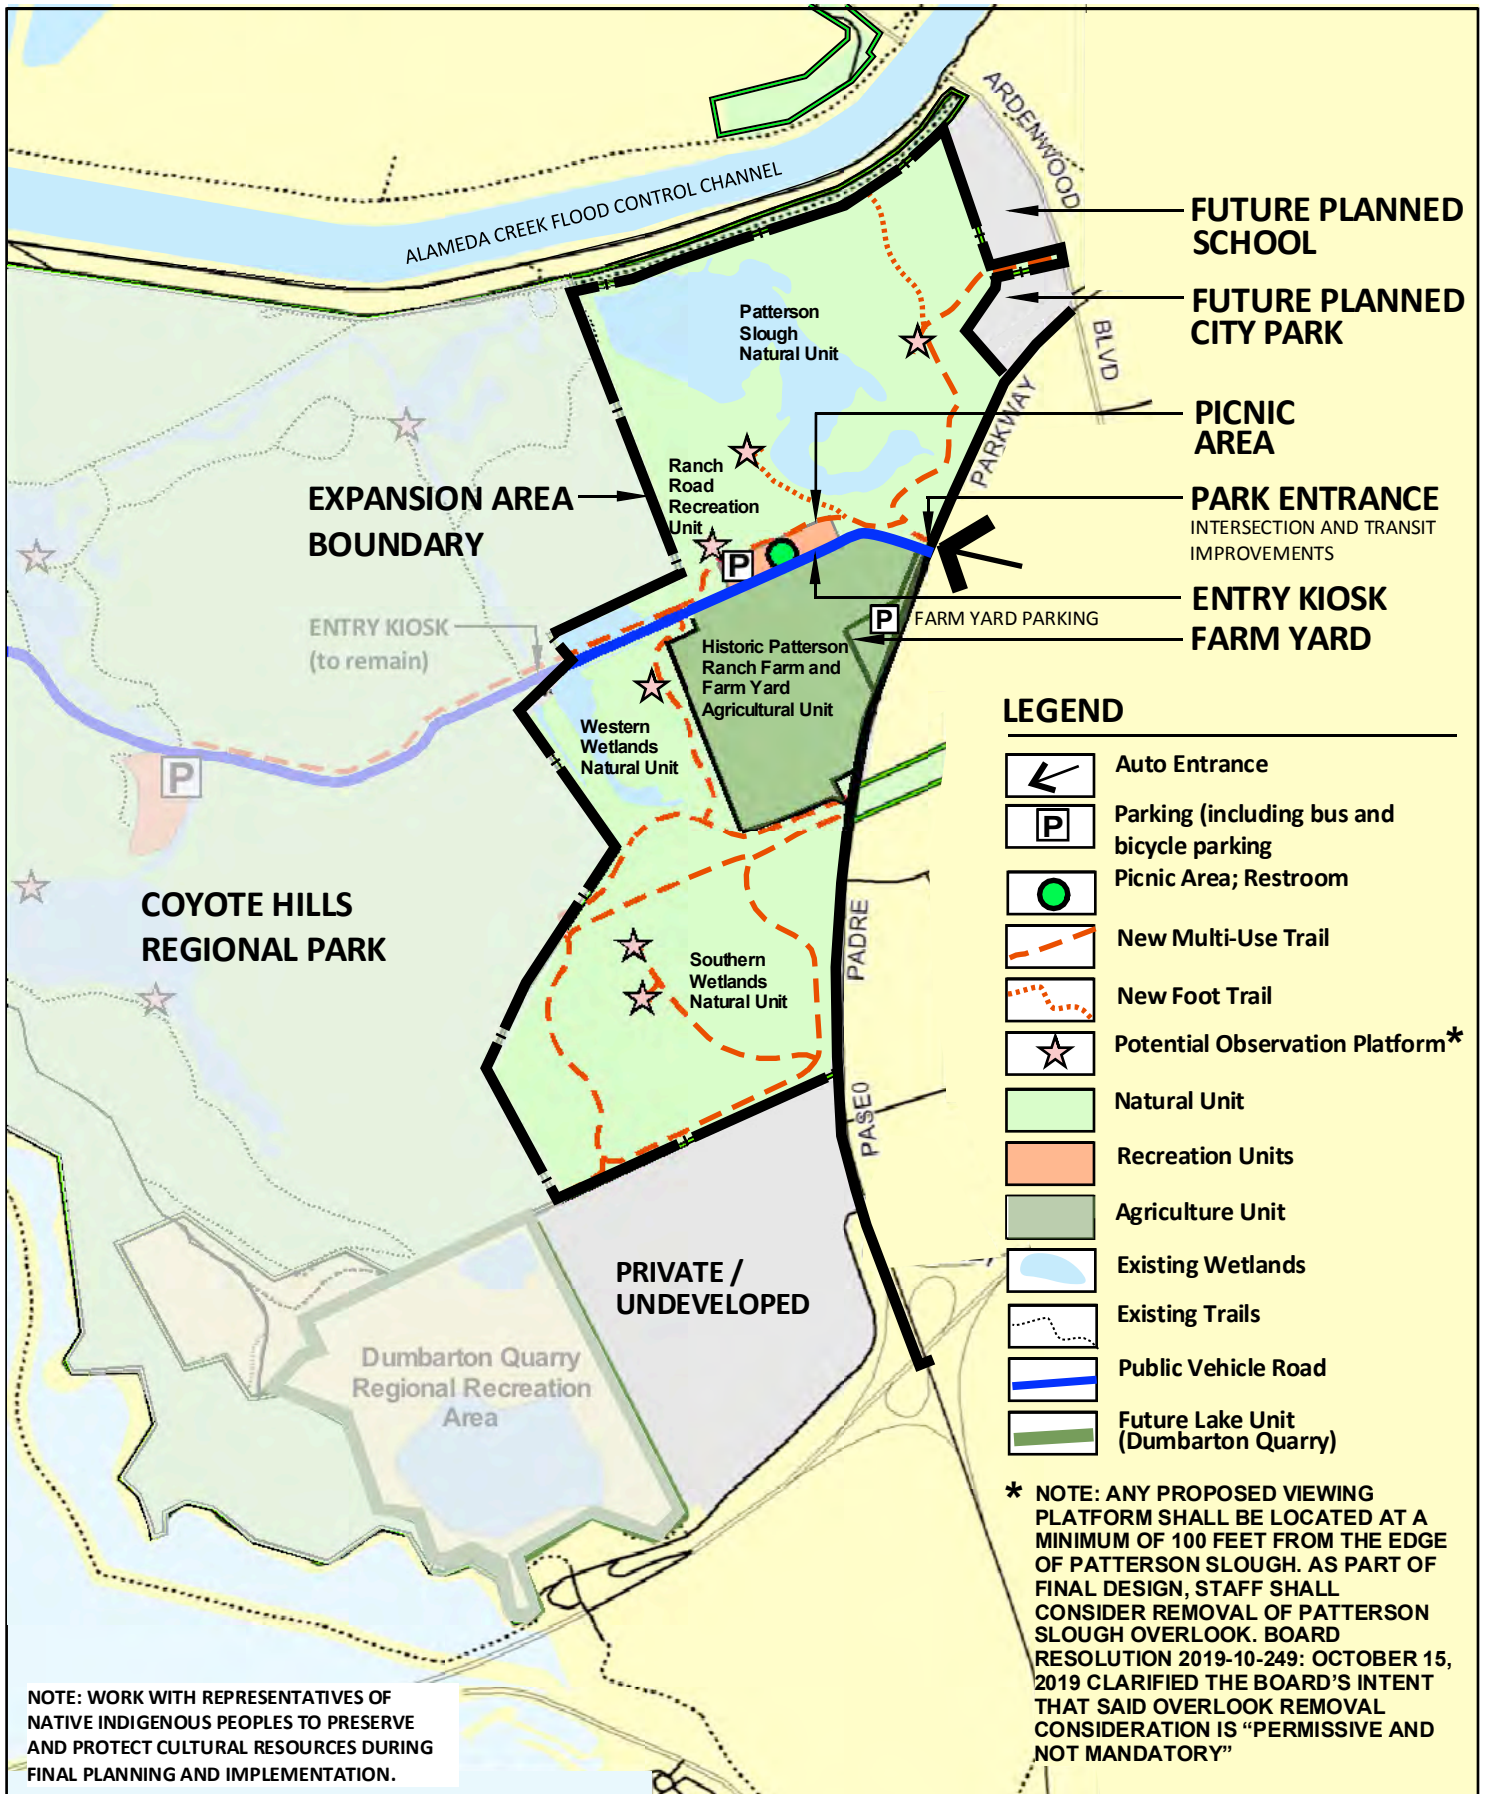 ARDENWOOD
ALAMEDA CREEK FLOOD CONTROL CHANNEL
FUTURE PLANNED
SCHOOL
FUTURE PLANNED
CITY PARK
BLVD
Patterson
Slough
Natural Unit
PARKWAY
PICNIC
AREA
Ranch
Road
Recreation
Unit
EXPANSION AREA
BOUNDARY
PARK ENTRANCE
INTERSECTION AND TRANSIT
IMPROVEMENTS
P
ENTRY KIOSK
P
FARM YARD PARKING
FARM YARD
ENTRY KIOSK
(to remain)
Historic Patterson
Ranch Farm and
Farm Yard
Agricultural Unit
Western
Wetlands
Natural Unit
P
COYOTE HILLS
REGIONAL PARK
Southern
Wetlands
Natural Unit
PADRE
PASEO
PRIVATE /
UNDEVELOPED
Dumbarton Quarry
Regional Recreation
Area
LEGEND
Auto Entrance
P
Parking (including bus and
bicycle parking
Picnic Area; Restroom
New Multi-Use Trail
New Foot Trail
Potential Observation Platform*
Natural Unit
Recreation Units
Agriculture Unit
Existing Wetlands
Existing Trails
Public Vehicle Road
Future Lake Unit
(Dumbarton Quarry)
* NOTE: ANY PROPOSED VIEWING
PLATFORM SHALL BE LOCATED AT A
MINIMUM OF 100 FEET FROM THE EDGE
OF PATTERSON SLOUGH. AS PART OF
FINAL DESIGN, STAFF SHALL
CONSIDER REMOVAL OF PATTERSON
SLOUGH OVERLOOK. BOARD
RESOLUTION 2019-10-249: OCTOBER 15,
2019 CLARIFIED THE BOARD'S INTENT
THAT SAID OVERLOOK REMOVAL
CONSIDERATION IS “PERMISSIVE AND
NOT MANDATORY”
NOTE: WORK WITH REPRESENTATIVES OF
NATIVE INDIGENOUS PEOPLES TO PRESERVE
AND PROTECT CULTURAL RESOURCES DURING
FINAL PLANNING AND IMPLEMENTATION.